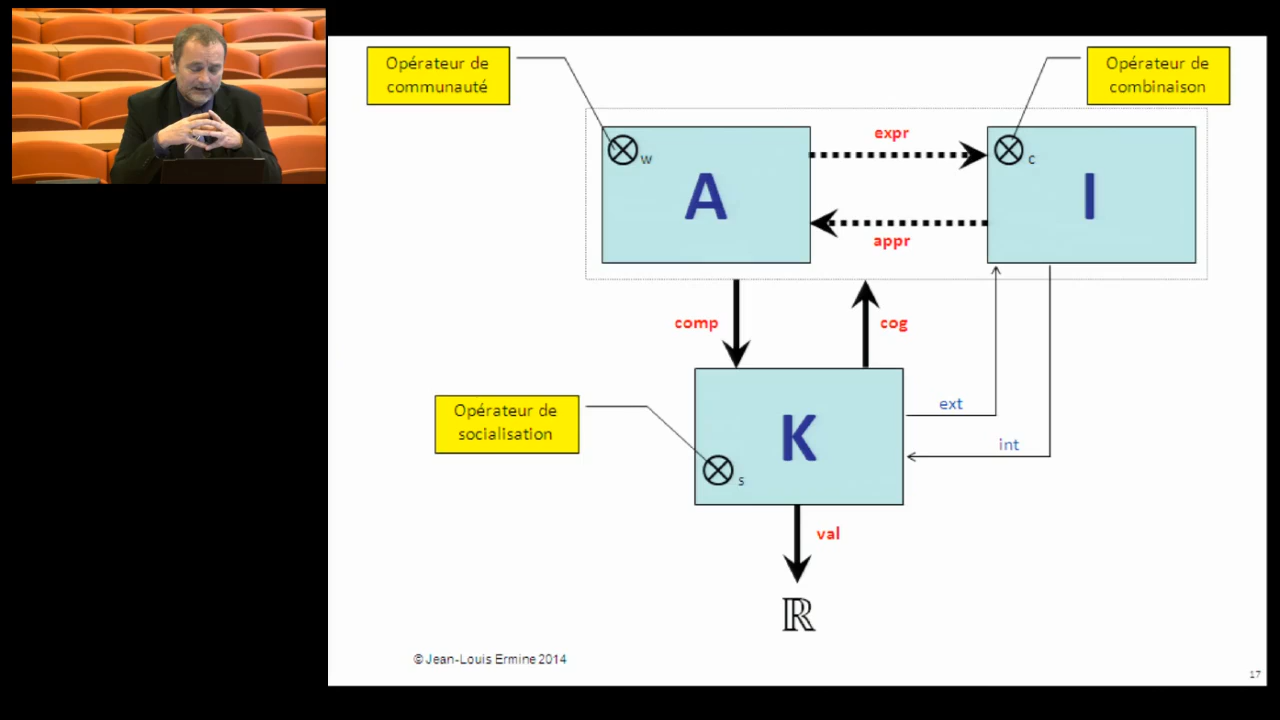 Opérateur de
communauté
Opérateur de
combinaison
expr
W
C
A
I
appr
comp
cog
ext
Opérateur de
socialisation
K
int
s
val
ℝ
© Jean-Louis Ermine 2014
17